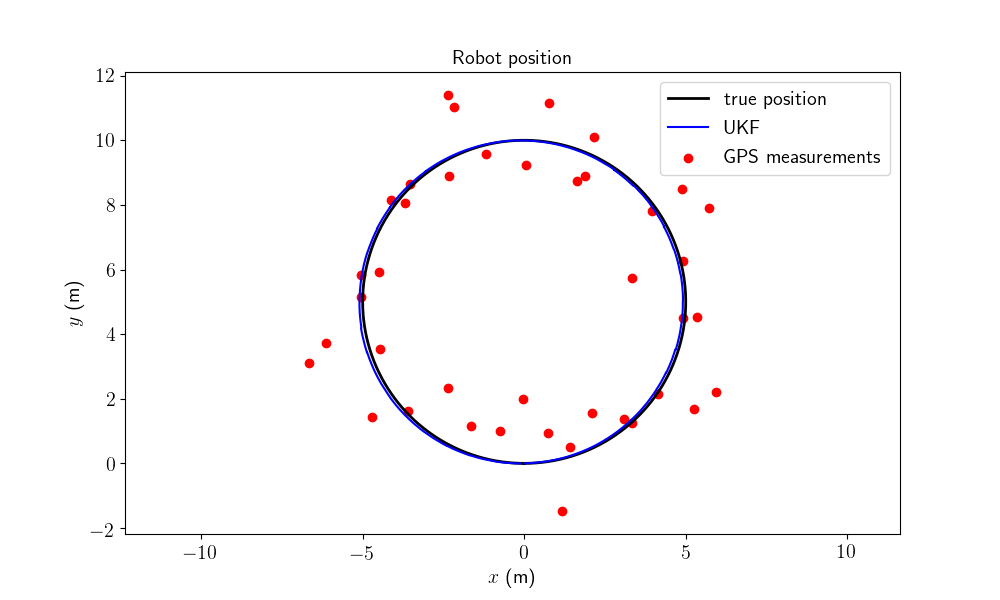 Robot position
true position
UKF
GPS measurements
12
10
8
6
4
2
0
−2
y (m)
−10
−5
0
5
10
x (m)